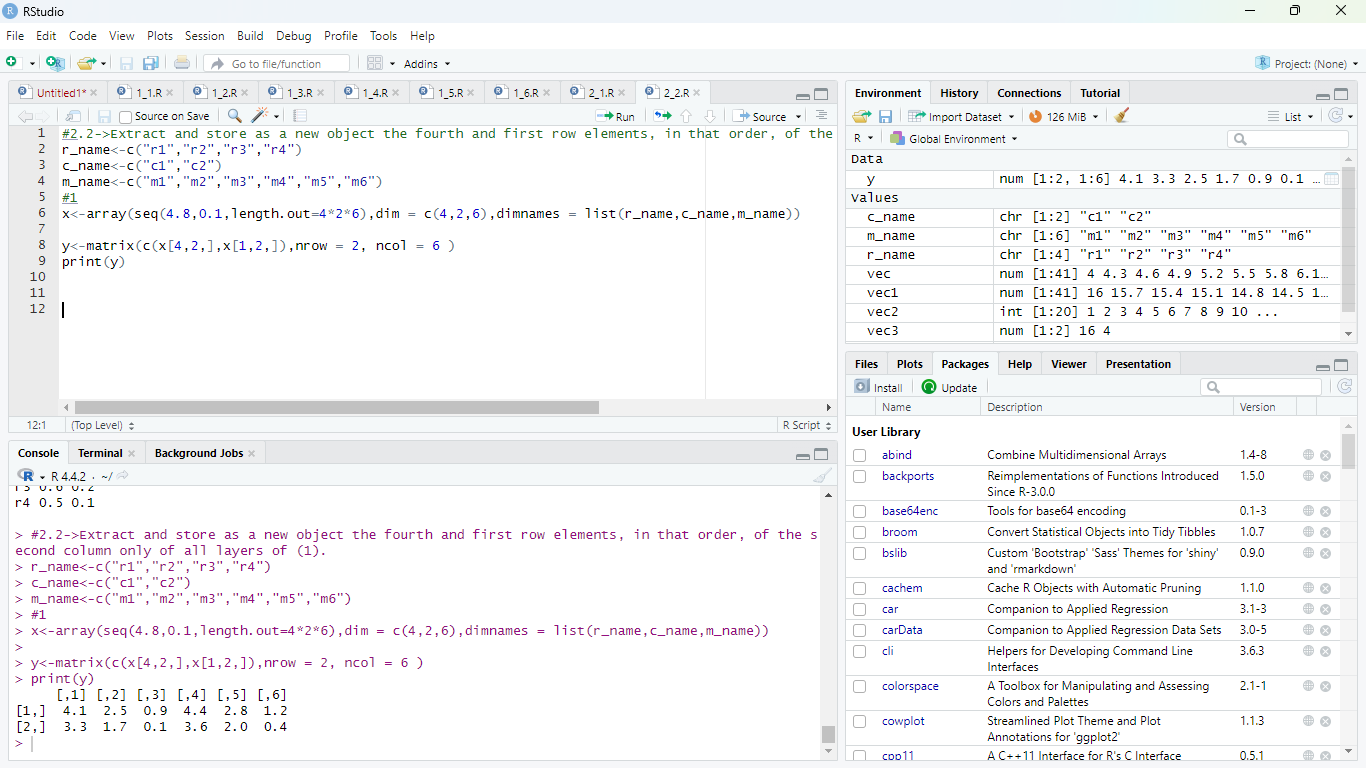 RStudio
File Edit Code View Plots Session Build Debug Profile Tools Help
Go to file/function Addins Project: (None)
Untitled1* 1_1.R 1_2.R 1_3.R 1_4.R 1_5.R 1_6.R 2_1.R 2_2.R
Source on Save Run Source
1 #2.2->Extract and store as a new object the fourth and first row elements, in that order, of the
2 r_name<-c("r1","r2","r3","r4")
3 c_name<-c("c1","c2")
4 m_name<-c("m1","m2","m3","m4","m5","m6")
5 #1
6 x<-array(seq(4.8,0.1,length.out=4*2*6),dim = c(4,2,6),dimnames = list(r_name,c_name,m_name))
7
8 y<-matrix(c(x[4,2,],x[1,2,]),nrow = 2, ncol = 6 )
9 print(y)
10
11
12
12:1 (Top Level) R Script
Console Terminal Background Jobs
R 4.4.2 · ~/
r3 0.6 0.2
r4 0.5 0.1
> #2.2->Extract and store as a new object the fourth and first row elements, in that order, of the s
econd column only of all layers of (1).
> r_name<-c("r1","r2","r3","r4")
> c_name<-c("c1","c2")
> m_name<-c("m1","m2","m3","m4","m5","m6")
> #1
> x<-array(seq(4.8,0.1,length.out=4*2*6),dim = c(4,2,6),dimnames = list(r_name,c_name,m_name))
>
> y<-matrix(c(x[4,2,],x[1,2,]),nrow = 2, ncol = 6 )
> print(y)
[,1] [,2] [,3] [,4] [,5] [,6]
[1,] 4.1 2.5 0.9 4.4 2.8 1.2
[2,] 3.3 1.7 0.1 3.6 2.0 0.4
>
Environment History Connections Tutorial
Import Dataset 126 MiB List
R Global Environment
Data
y num [1:2, 1:6] 4.1 3.3 2.5 1.7 0.9 0.1 …
Values
c_name chr [1:2] "c1" "c2"
m_name chr [1:6] "m1" "m2" "m3" "m4" "m5" "m6"
r_name chr [1:4] "r1" "r2" "r3" "r4"
vec num [1:41] 4 4.3 4.6 4.9 5.2 5.5 5.8 6.1…
vec1 num [1:41] 16 15.7 15.4 15.1 14.8 14.5 1…
vec2 int [1:20] 1 2 3 4 5 6 7 8 9 10 ...
vec3 num [1:2] 16 4
Files Plots Packages Help Viewer Presentation
Install Update
Name Description Version
User Library
abind Combine Multidimensional Arrays 1.4-8
backports Reimplementations of Functions Introduced 1.5.0
Since R-3.0.0
base64enc Tools for base64 encoding 0.1-3
broom Convert Statistical Objects into Tidy Tibbles 1.0.7
bslib Custom 'Bootstrap' 'Sass' Themes for 'shiny' 0.9.0
and 'rmarkdown'
cachem Cache R Objects with Automatic Pruning 1.1.0
car Companion to Applied Regression 3.1-3
carData Companion to Applied Regression Data Sets 3.0-5
cli Helpers for Developing Command Line 3.6.3
Interfaces
colorspace A Toolbox for Manipulating and Assessing 2.1-1
Colors and Palettes
cowplot Streamlined Plot Theme and Plot 1.1.3
Annotations for 'ggplot2'
cpp11 A C++11 Interface for R's C Interface 0.5.1